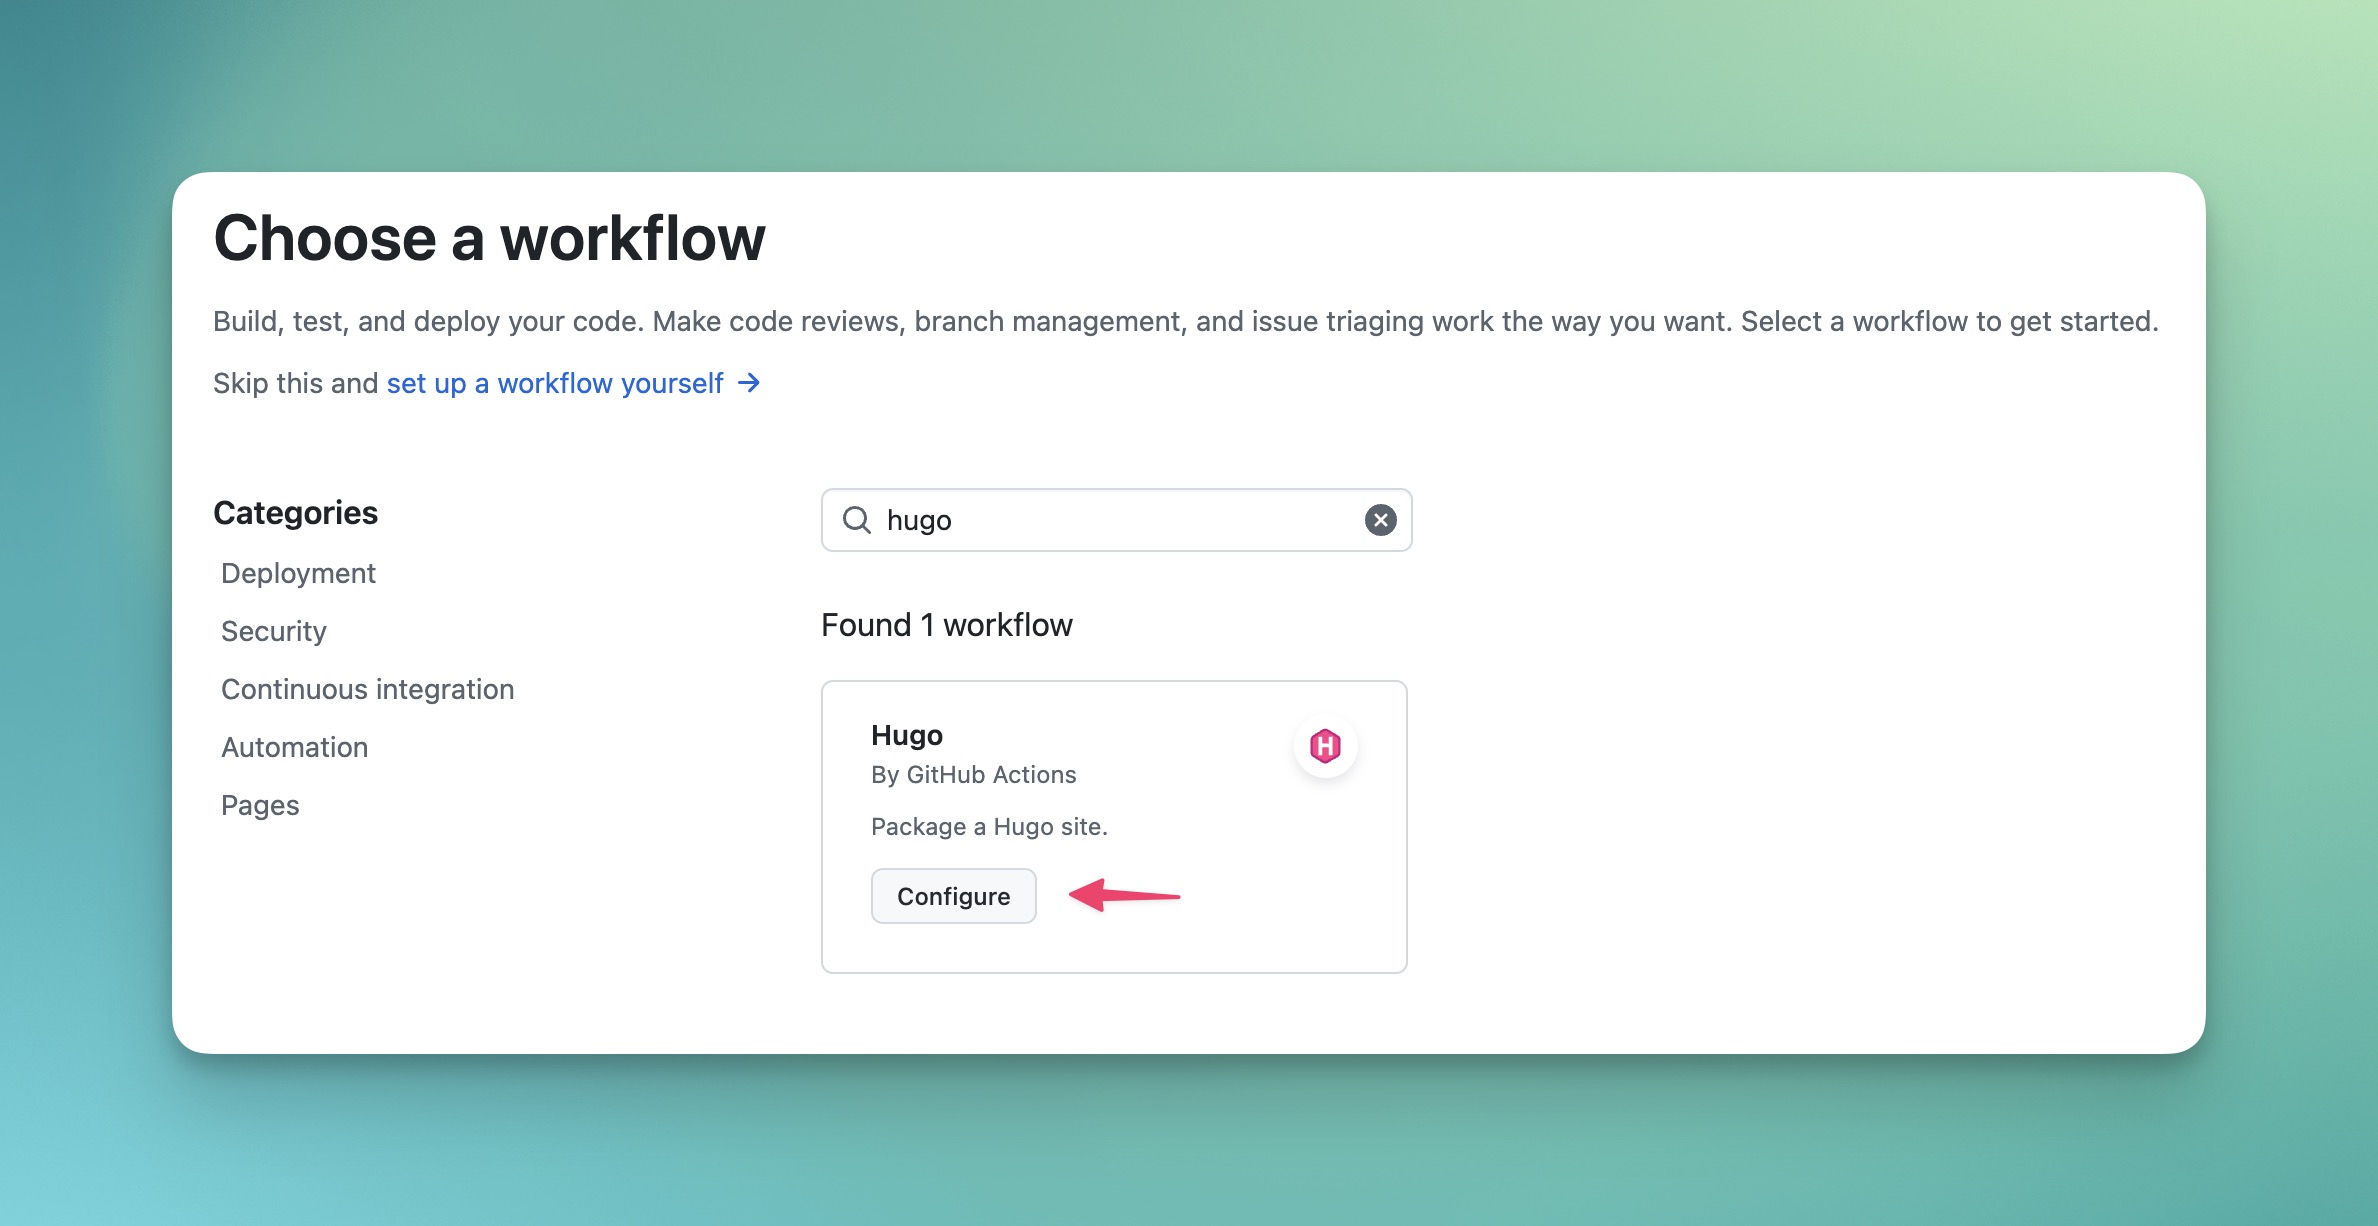 Choose a workflow
Build, test, and deploy your code. Make code reviews, branch management, and issue triaging work the way you want. Select a workflow to get started.
Skip this and set up a workflow yourself →
Categories
Deployment
Security
Continuous integration
Automation
Pages
hugo
Found 1 workflow
Hugo
H
By GitHub Actions
Package a Hugo site.
Configure